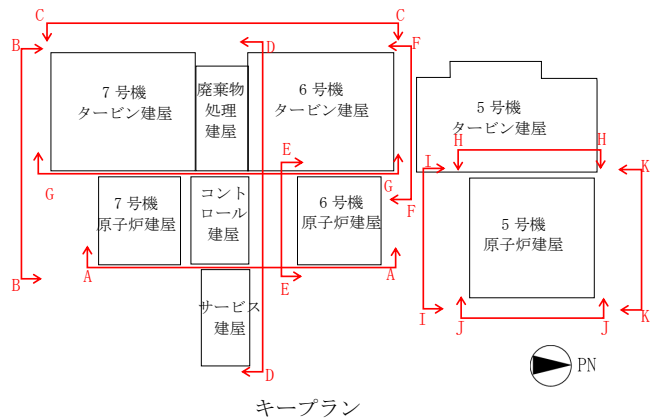 C
C
B
D
F
7 号機
タービン建屋
廃棄物
処理
建屋
6 号機
タービン建屋
5 号機
タービン建屋
E
H
H
I
K
G
G
7 号機
原子炉建屋
コント
ロール
建屋
6 号機
原子炉建屋
F
5 号機
原子炉建屋
A
A
B
E
サービス
建屋
I
J
J
K
D
PN
キープラン